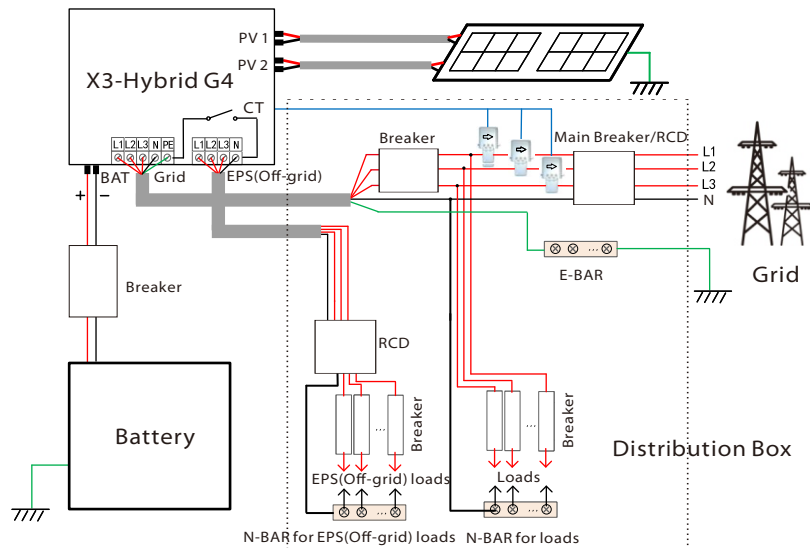 PV 1
X3-Hybrid G4
PV 2
CT
L1 L2 L3 N PE
L1 L2 L3 N
BAT
Grid
EPS(Off-grid)
+
−
Breaker
Main Breaker/RCD
L1
L2
L3
N
E-BAR
Grid
Breaker
RCD
Battery
...
Breaker
...
Breaker
Distribution Box
EPS(Off-grid) loads
Loads
...
...
...
N-BAR for EPS(Off-grid) loads
N-BAR for loads